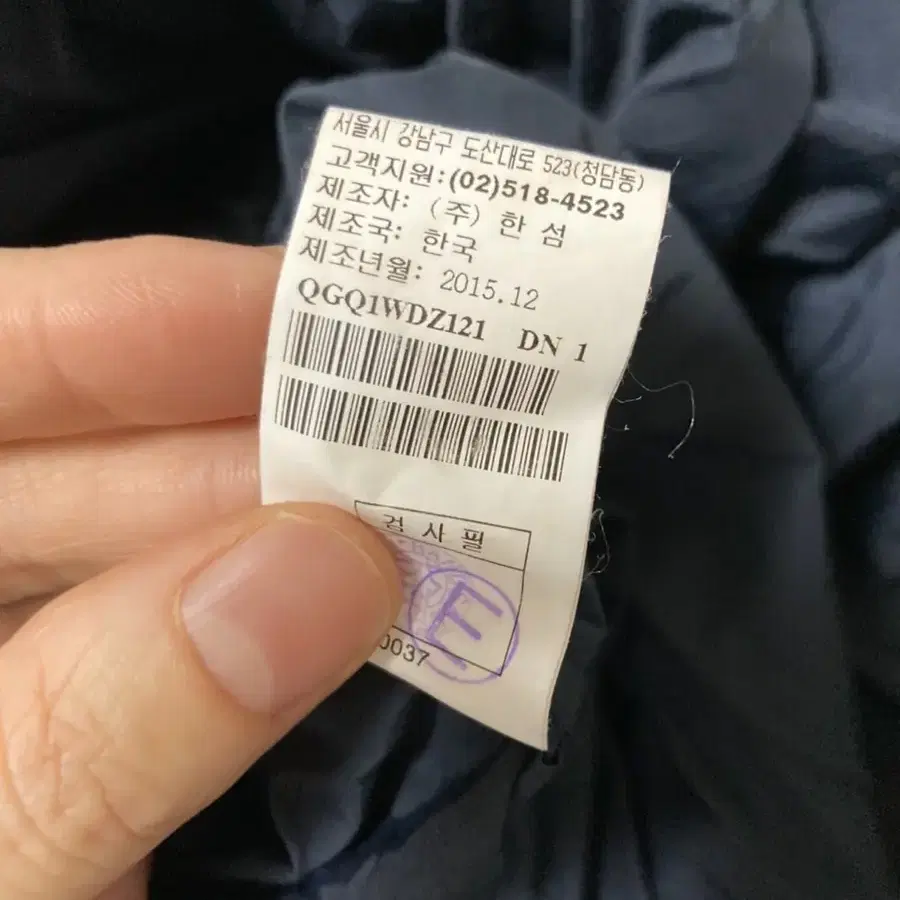 서울시 강남구 도산대로 523(청담동)
고객지원:(02)518-4523
제조자: (주) 한 섬
제조국: 한국
제조년월: 2015.12
QGQ1WDZ121 DN 1
검 사 필
E
0037